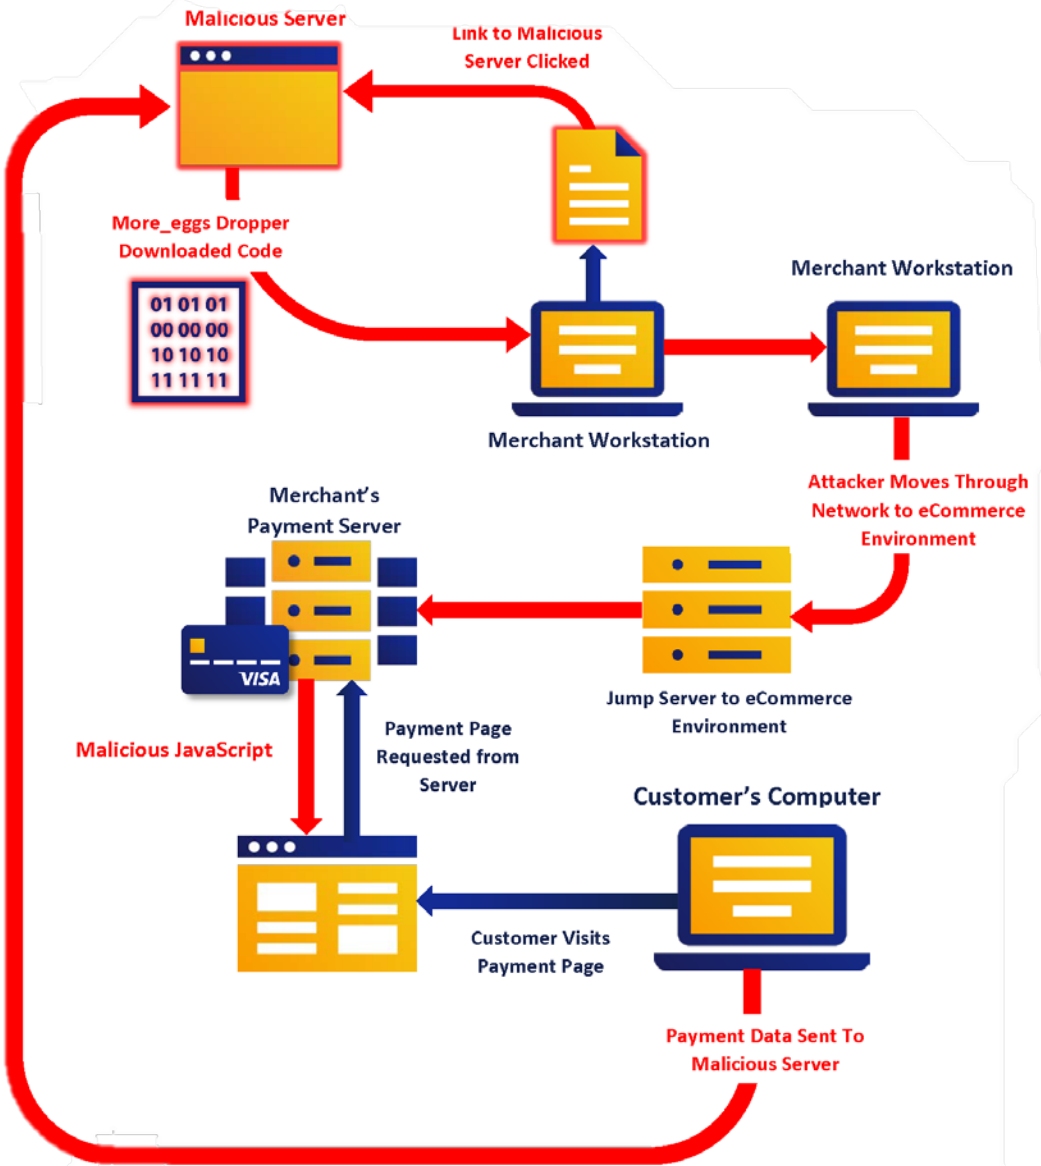 Malicious Server
Link to Malicious
Server Clicked
More_eggs Dropper
Downloaded Code
01 01 01
00 00 00
10 10 10
11 11 11
Merchant Workstation
Merchant Workstation
Attacker Moves Through
Network to eCommerce
Environment
Merchant's
Payment Server
VISA
Jump Server to eCommerce
Environment
Malicious JavaScript
Payment Page
Requested from
Server
Customer's Computer
Customer Visits
Payment Page
Payment Data Sent To
Malicious Server